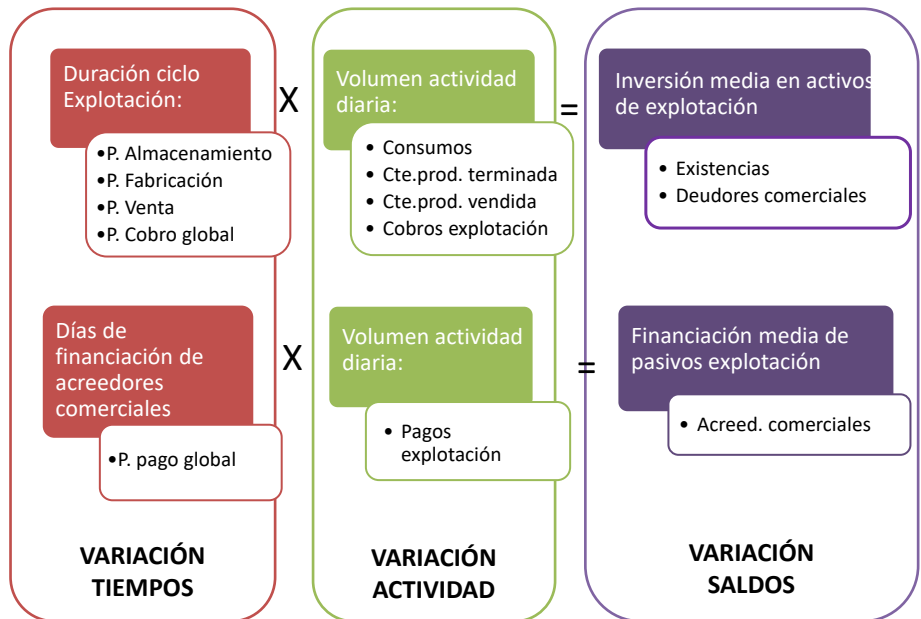 Duración ciclo
Explotación:
•P. Almacenamiento
•P. Fabricación
•P. Venta
•P. Cobro global
X
Volumen actividad
diaria:
• Consumos
• Cte.prod. terminada
• Cte.prod. vendida
• Cobros explotación
=
Inversión media en activos
de explotación
• Existencias
• Deudores comerciales
Días de
financiación de
acreedores
comerciales
•P. pago global
X
Volumen actividad
diaria:
• Pagos
explotación
=
Financiación media de
pasivos explotación
• Acreed. comerciales
VARIACIÓN
TIEMPOS
VARIACIÓN
ACTIVIDAD
VARIACIÓN
SALDOS